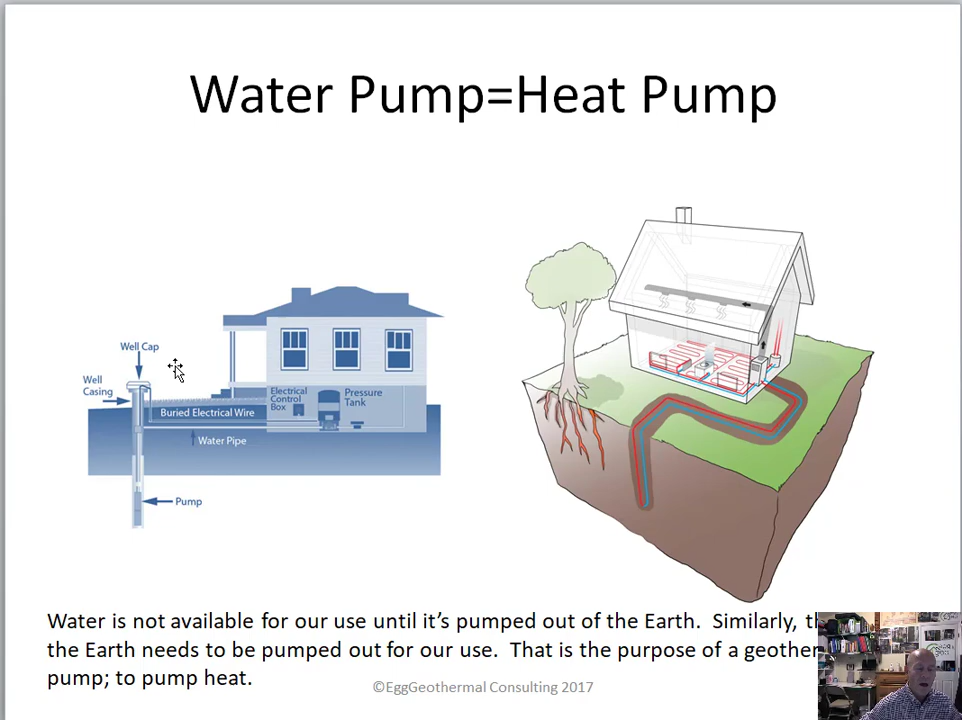 Water Pump=Heat Pump
Well Cap
Well
Casing
Electrical
Control
Box
Pressure
Tank
Buried Electrical Wire
Water Pipe
Pump
Water is not available for our use until it’s pumped out of the Earth.  Similarly,
the Earth needs to be pumped out for our use.  That is the purpose of a
pump; to pump heat.
©EggGeothermal Consulting 2017